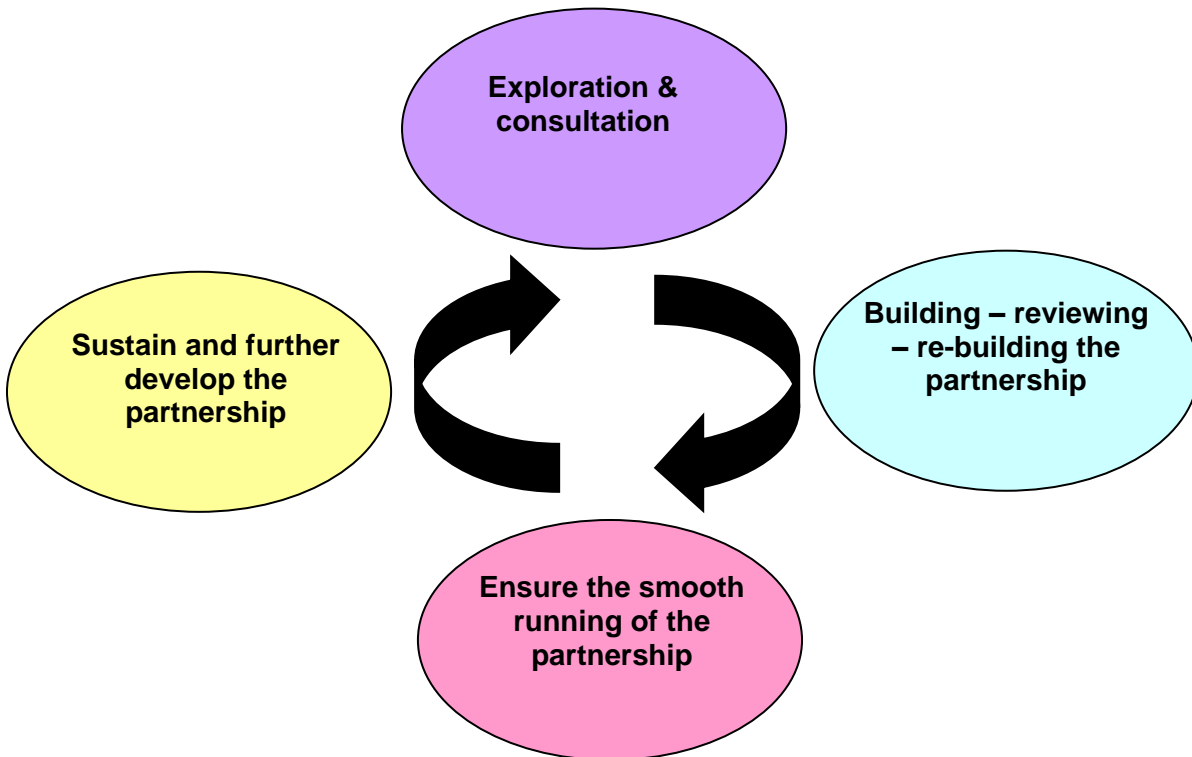 Exploration &
consultation
Building – reviewing
– re-building the
partnership
Ensure the smooth
running of the
partnership
Sustain and further
develop the
partnership